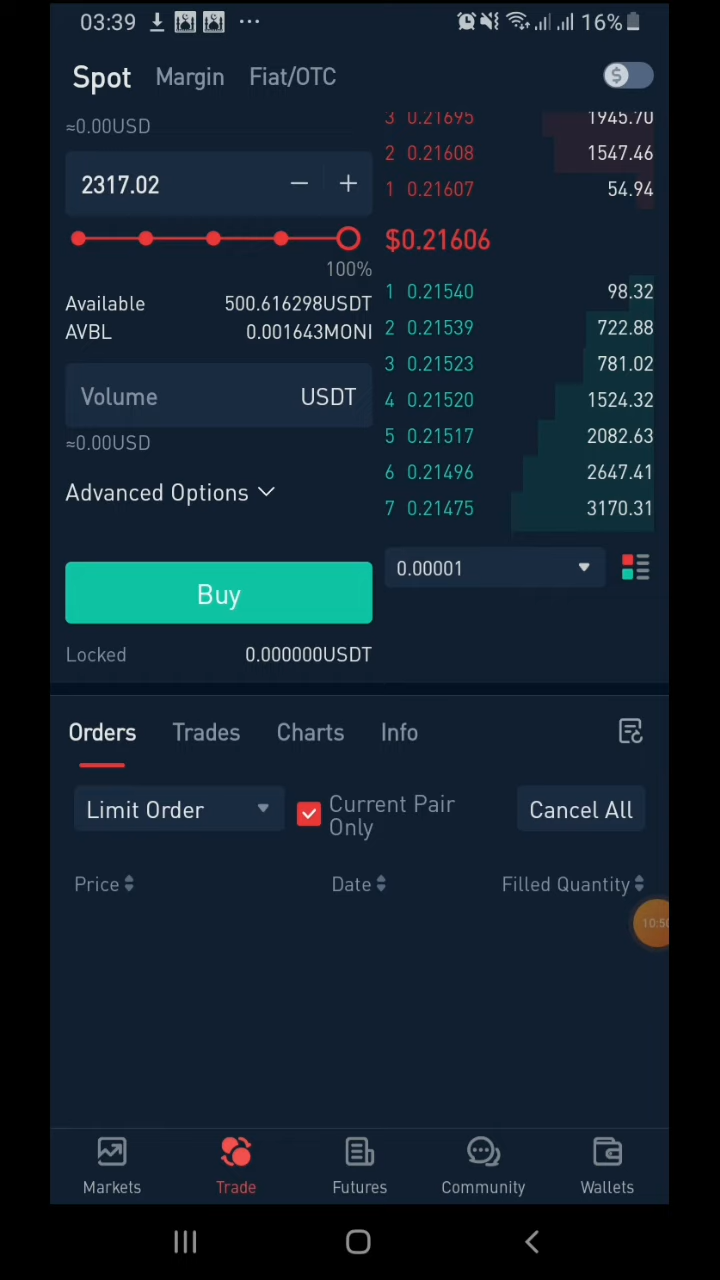 03:39
16%
Spot Margin Fiat/OTC
≈0.00USD
2317.02 − +
100%
Available 500.616298USDT
AVBL 0.001643MONI
Volume USDT
≈0.00USD
Advanced Options
Buy
Locked 0.000000USDT
3 0.21695 1945.70
2 0.21608 1547.46
1 0.21607 54.94
$0.21606
1 0.21540 98.32
2 0.21539 722.88
3 0.21523 781.02
4 0.21520 1524.32
5 0.21517 2082.63
6 0.21496 2647.41
7 0.21475 3170.31
0.00001
Orders Trades Charts Info
Limit Order
Current Pair
Only
Cancel All
Price Date Filled Quantity
10:50
Markets Trade Futures Community Wallets